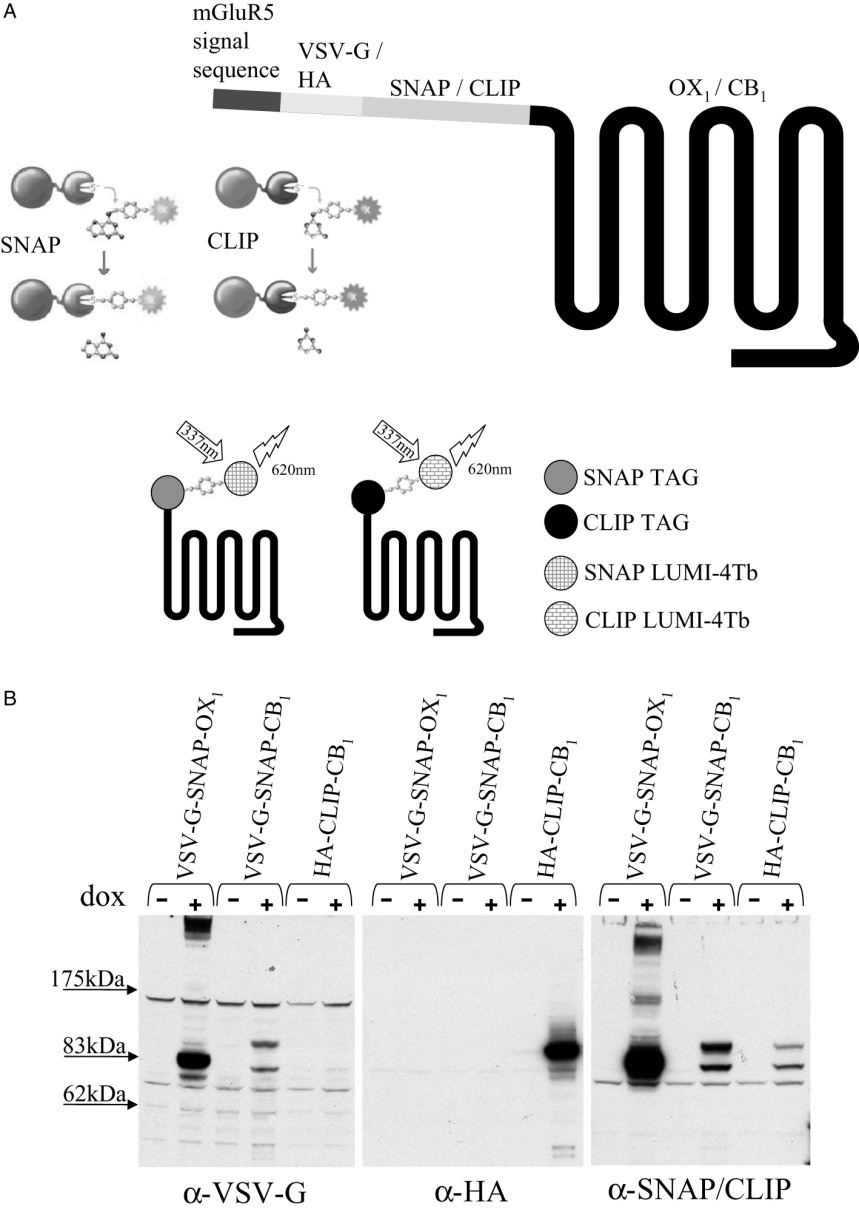 A
mGluR5
signal
sequence
VSV-G /
HA
SNAP / CLIP
OX1 / CB1
S-
S-
SNAP
CLIP
S
S
337nm
620nm
337nm
620nm
SNAP TAG
CLIP TAG
SNAP LUMI-4Tb
CLIP LUMI-4Tb
B
VSV-G-SNAP-OX1
VSV-G-SNAP-CB1
HA-CLIP-CB1
VSV-G-SNAP-OX1
VSV-G-SNAP-CB1
HA-CLIP-CB1
VSV-G-SNAP-OX1
VSV-G-SNAP-CB1
HA-CLIP-CB1
dox - + - + - + - + - + - + - + - + - +
175kDa
83kDa
62kDa
α-VSV-G
α-HA
α-SNAP/CLIP